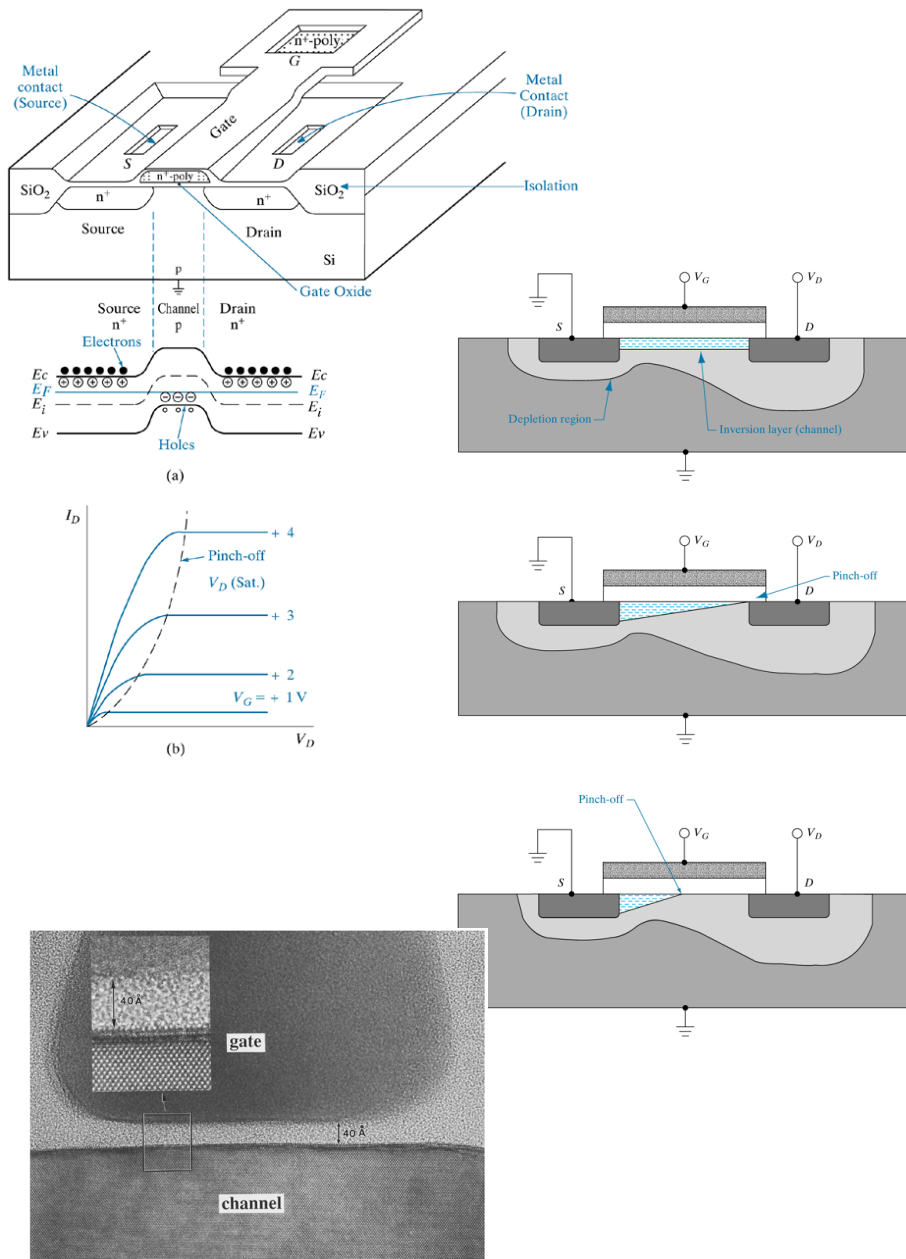 n⁺-poly
G
Metal
contact
(Source)
Metal
Contact
(Drain)
Gate
S
D
n⁺-poly
SiO₂
n⁺
n⁺
SiO₂
Isolation
Source
Drain
Si
p
Gate Oxide
Source
n⁺
Channel
p
Drain
n⁺
Electrons
Ec
Ec
E_F
E_F
E_i
E_i
Ev
Ev
Holes
(a)
I_D
+ 4
Pinch-off
V_D (Sat.)
+ 3
+ 2
V_G = + 1 V
V_D
(b)
V_G
V_D
S
D
Depletion region
Inversion layer (channel)
V_G
V_D
Pinch-off
S
D
Pinch-off
V_G
V_D
S
D
40 Å
gate
40 Å
channel